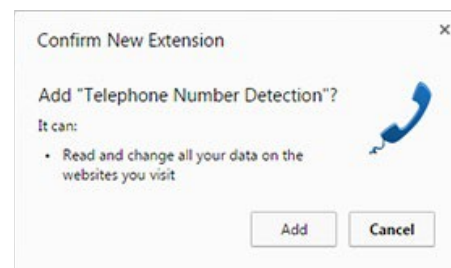 Confirm New Extension
Add "Telephone Number Detection"?
It can:
• Read and change all your data on the
websites you visit
Add Cancel